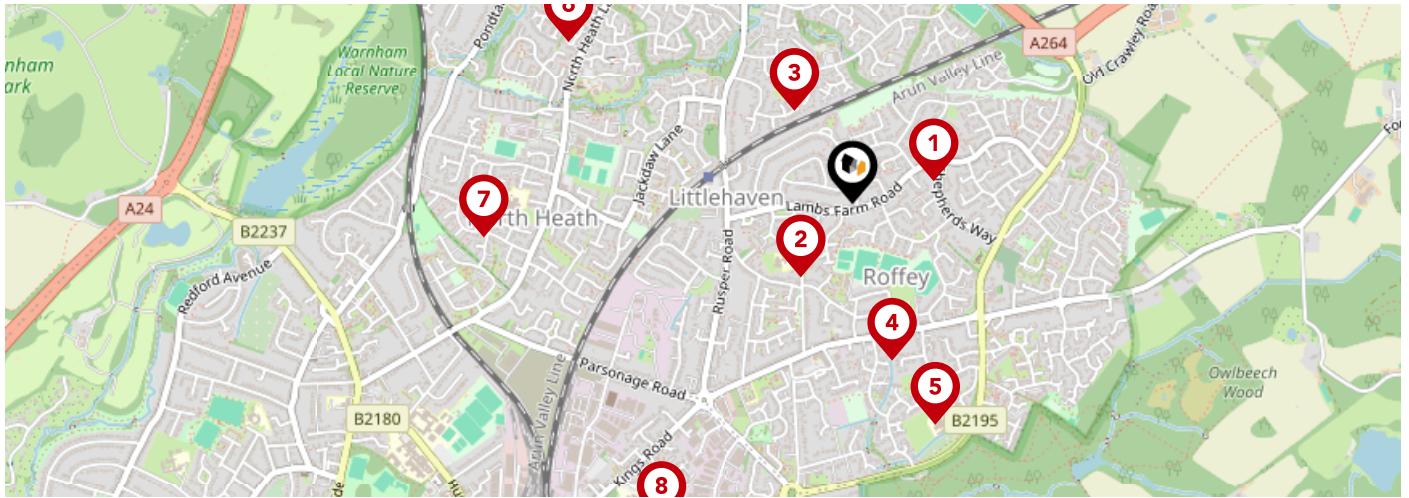 6
A264
Old Crawley Road
nham
ark
Warnham
Local Nature
Reserve
North Heath La
3
Arun Valley Line
1
Jackdaw Lane
7
A24
Littlehaven
Lambs Farm Road
Shepherds Way
North Heath
B2237
2
Rusper Road
Roffey
Redford Avenue
4
Parsonage Road
Owlbeech
Wood
5
B2180
Arun Valley Line
B2195
Kings Road
8